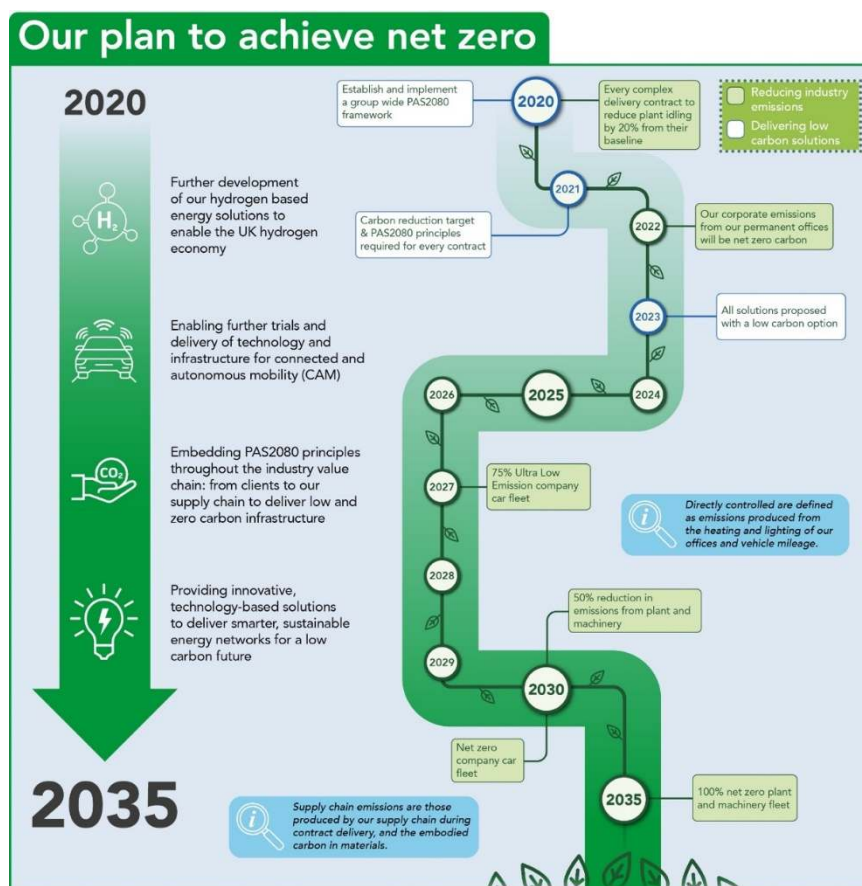 Our plan to achieve net zero
2020
H₂
Further development
of our hydrogen based
energy solutions to
enable the UK hydrogen
economy
Enabling further trials and
delivery of technology and
infrastructure for connected and
autonomous mobility (CAM)
CO₂
Embedding PAS2080 principles
throughout the industry value
chain: from clients to our
supply chain to deliver low and
zero carbon infrastructure
Providing innovative,
technology-based solutions
to deliver smarter, sustainable
energy networks for a low
carbon future
2035
Establish and implement
a group wide PAS2080
framework
2020
Every complex
delivery contract to
reduce plant idling
by 20% from their
baseline
Reducing industry
emissions
Delivering low
carbon solutions
2021
Carbon reduction target
& PAS2080 principles
required for every contract
2022
Our corporate emissions
from our permanent offices
will be net zero carbon
2023
All solutions proposed
with a low carbon option
2024
2025
2026
2027
75% Ultra Low
Emission company
car fleet
i
Directly controlled are defined
as emissions produced from
the heating and lighting of our
offices and vehicle mileage.
2028
50% reduction in
emissions from plant and
machinery
2029
2030
Net zero
company car
fleet
2035
100% net zero plant
and machinery fleet
i
Supply chain emissions are those
produced by our supply chain during
contract delivery, and the embodied
carbon in materials.